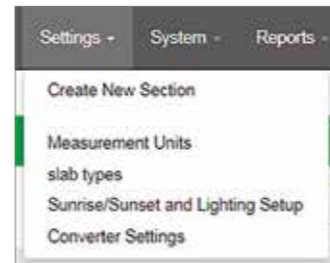 Settings - System - Reports -
Create New Section
Measurement Units
slab types
Sunrise/Sunset and Lighting Setup
Converter Settings